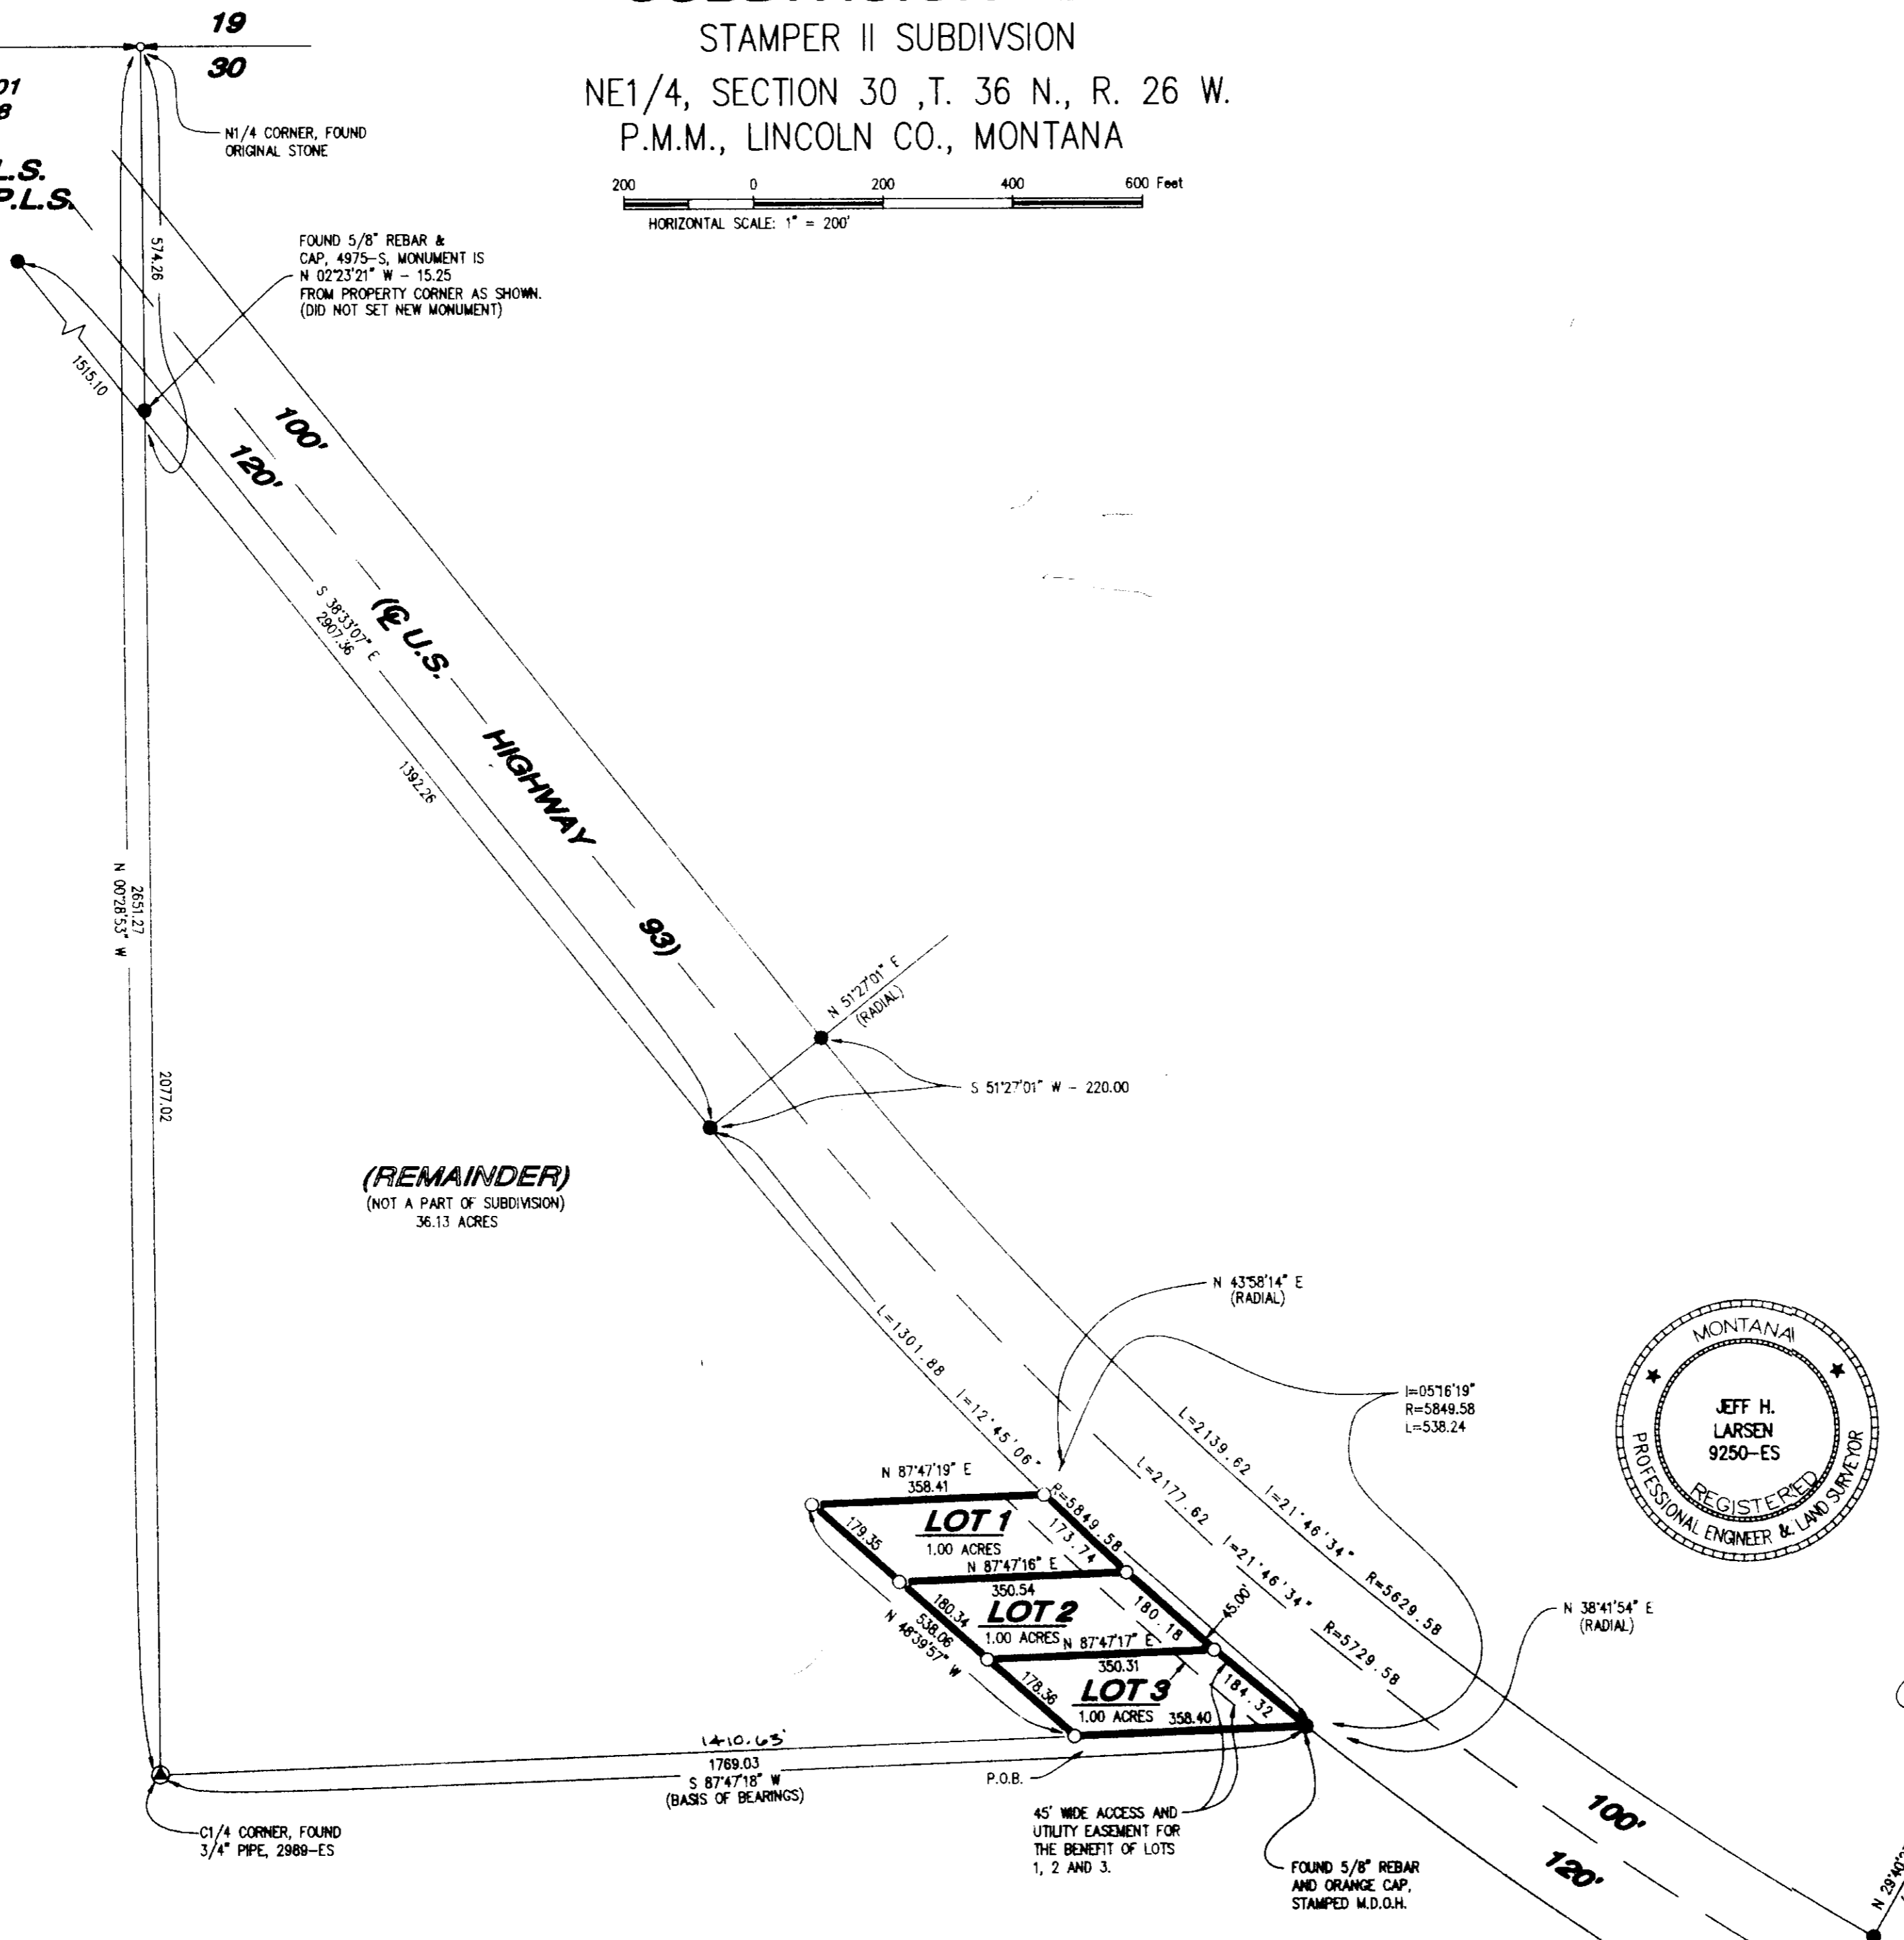 STAMPER II SUBDIVSION
NE1/4, SECTION 30 ,T. 36 N., R. 26 W.
P.M.M., LINCOLN CO., MONTANA
200 0 200 400 600 Feet
HORIZONTAL SCALE: 1" = 200'
19
30
N1/4 CORNER, FOUND
ORIGINAL STONE
L.S.
P.L.S.
574.26
FOUND 5/8" REBAR &
CAP, 4975-S, MONUMENT IS
N 02°23'21" W - 15.25
FROM PROPERTY CORNER AS SHOWN.
(DID NOT SET NEW MONUMENT)
1515.10
100'
120'
S 38°33'07" E
2907.36
(℄ U.S. HIGHWAY 93)
1392.26
2651.27
N 00°28'53" W
2077.02
N 51°27'01" E
(RADIAL)
S 51°27'01" W - 220.00
(REMAINDER)
(NOT A PART OF SUBDIVISION)
36.13 ACRES
N 43°58'14" E
(RADIAL)
L=1301.88 I=12°45'06" R=5849.58
I=05°16'19"
R=5849.58
L=538.24
L=2139.62 I=21°46'34" R=5629.58
L=2177.62 I=21°46'34" R=5729.58
MONTANA
JEFF H.
LARSEN
9250-ES
REGISTERED
PROFESSIONAL ENGINEER & LAND SURVEYOR
N 87°47'19" E
358.41
LOT 1
1.00 ACRES
179.35
173.74
N 87°47'16" E
350.54
LOT 2
1.00 ACRES
180.34
180.18
45.00'
538.06
N 48°39'57" W
N 87°47'17" E
350.31
LOT 3
1.00 ACRES
178.36
184.32
358.40
N 38°41'54" E
(RADIAL)
1410.63'
1769.03
S 87°47'18" W
(BASIS OF BEARINGS)
P.O.B.
C1/4 CORNER, FOUND
3/4" PIPE, 2989-ES
45' WIDE ACCESS AND
UTILITY EASEMENT FOR
THE BENEFIT OF LOTS
1, 2 AND 3.
FOUND 5/8" REBAR
AND ORANGE CAP,
STAMPED M.D.O.H.
100'
120'